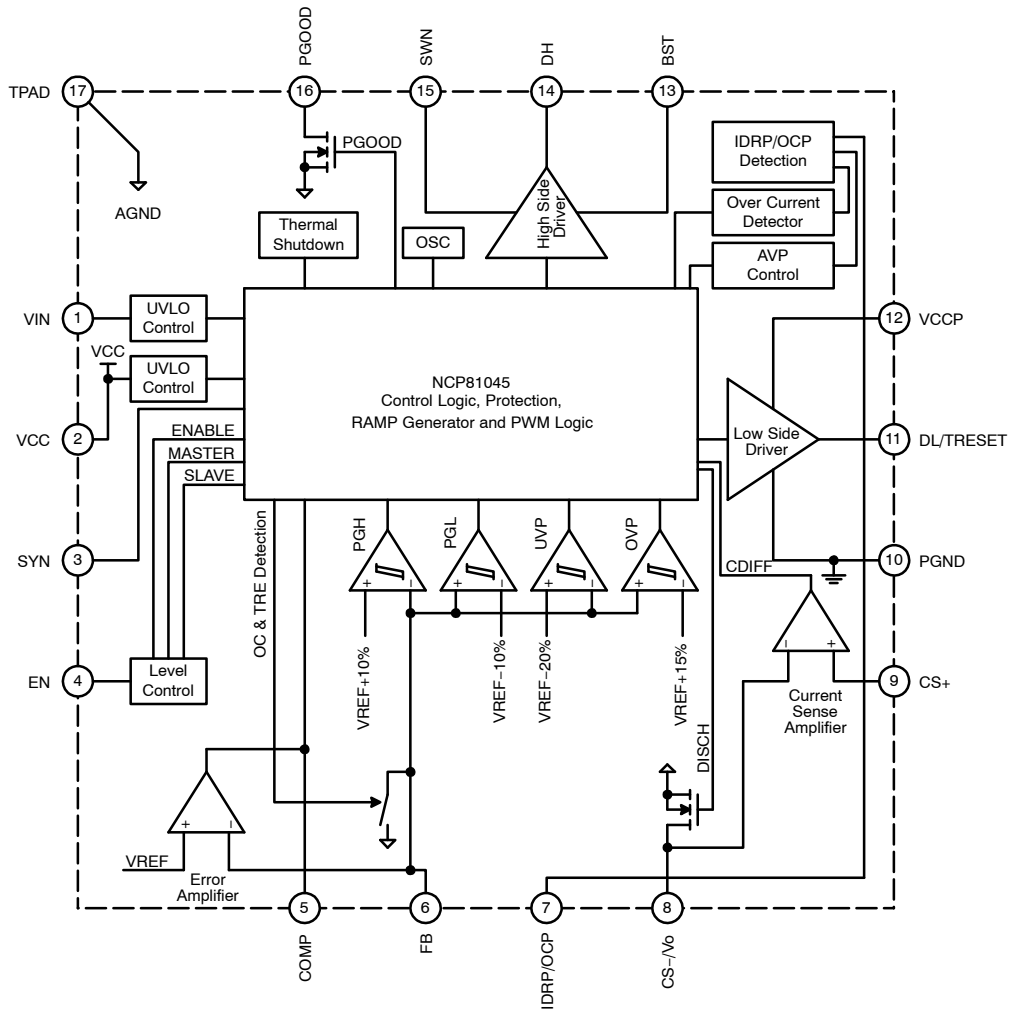 PGOOD
SWN
DH
BST
TPAD
17
16
15
14
13
PGOOD
AGND
IDRP/OCP
Detection
Over Current
Detector
AVP
Control
Thermal
Shutdown
OSC
High Side
Driver
VIN
1
UVLO
Control
12
VCCP
VCC
UVLO
Control
NCP81045
Control Logic, Protection,
RAMP Generator and PWM Logic
VCC
2
ENABLE
MASTER
SLAVE
Low Side
Driver
11
DL/TRESET
SYN
3
OC & TRE Detection
PGH
PGL
UVP
OVP
CDIFF
10
PGND
+
−
+
−
+
−
+
−
VREF+10%
VREF−10%
VREF−20%
VREF+15%
−
+
EN
4
Level
Control
9
CS+
Current
Sense
Amplifier
DISCH
+
−
VREF
Error
Amplifier
5
6
7
8
COMP
FB
IDRP/OCP
CS−/Vo